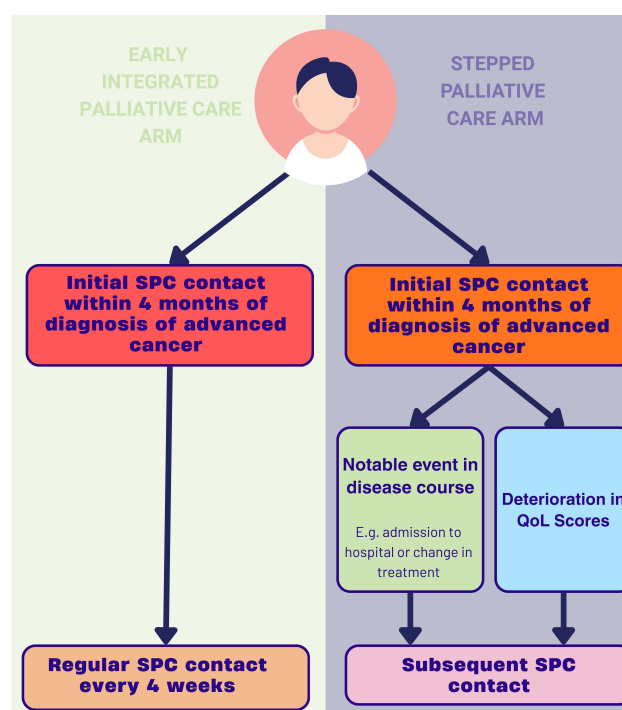 EARLY
INTEGRATED
PALLIATIVE CARE
ARM
STEPPED
PALLIATIVE
CARE ARM
Initial SPC contact
within 4 months of
diagnosis of advanced
cancer
Initial SPC contact
within 4 months of
diagnosis of advanced
cancer
Notable event in
disease course
E.g. admission to
hospital or change in
treatment
Deterioration in
QoL Scores
Regular SPC contact
every 4 weeks
Subsequent SPC
contact